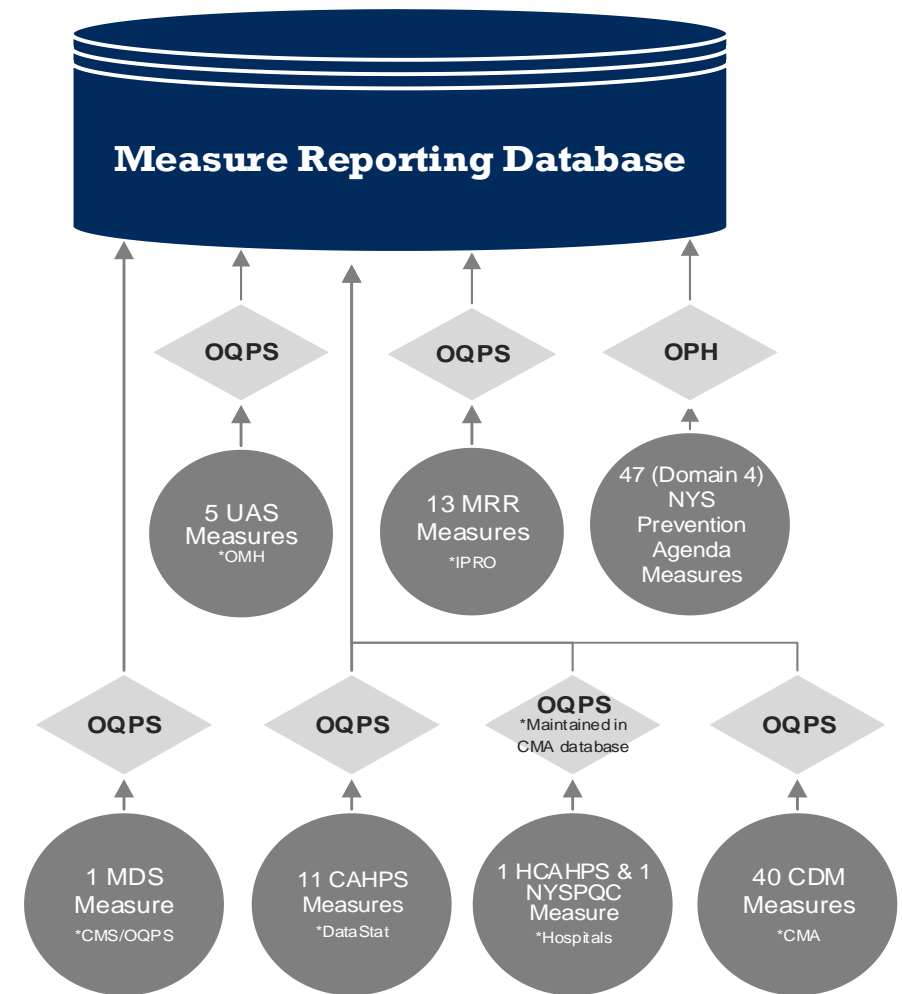 Measure Reporting Database
OQPS
OQPS
OPH
5 UAS
Measures
*OMH
13 MRR
Measures
*IPRO
47 (Domain 4)
NYS
Prevention
Agenda
Measures
OQPS
OQPS
OQPS
*Maintained in
CMA database
OQPS
1 MDS
Measure
*CMS/OQPS
11 CAHPS
Measures
*DataStat
1 HCAHPS & 1
NYSPQC
Measure
*Hospitals
40 CDM
Measures
*CMA